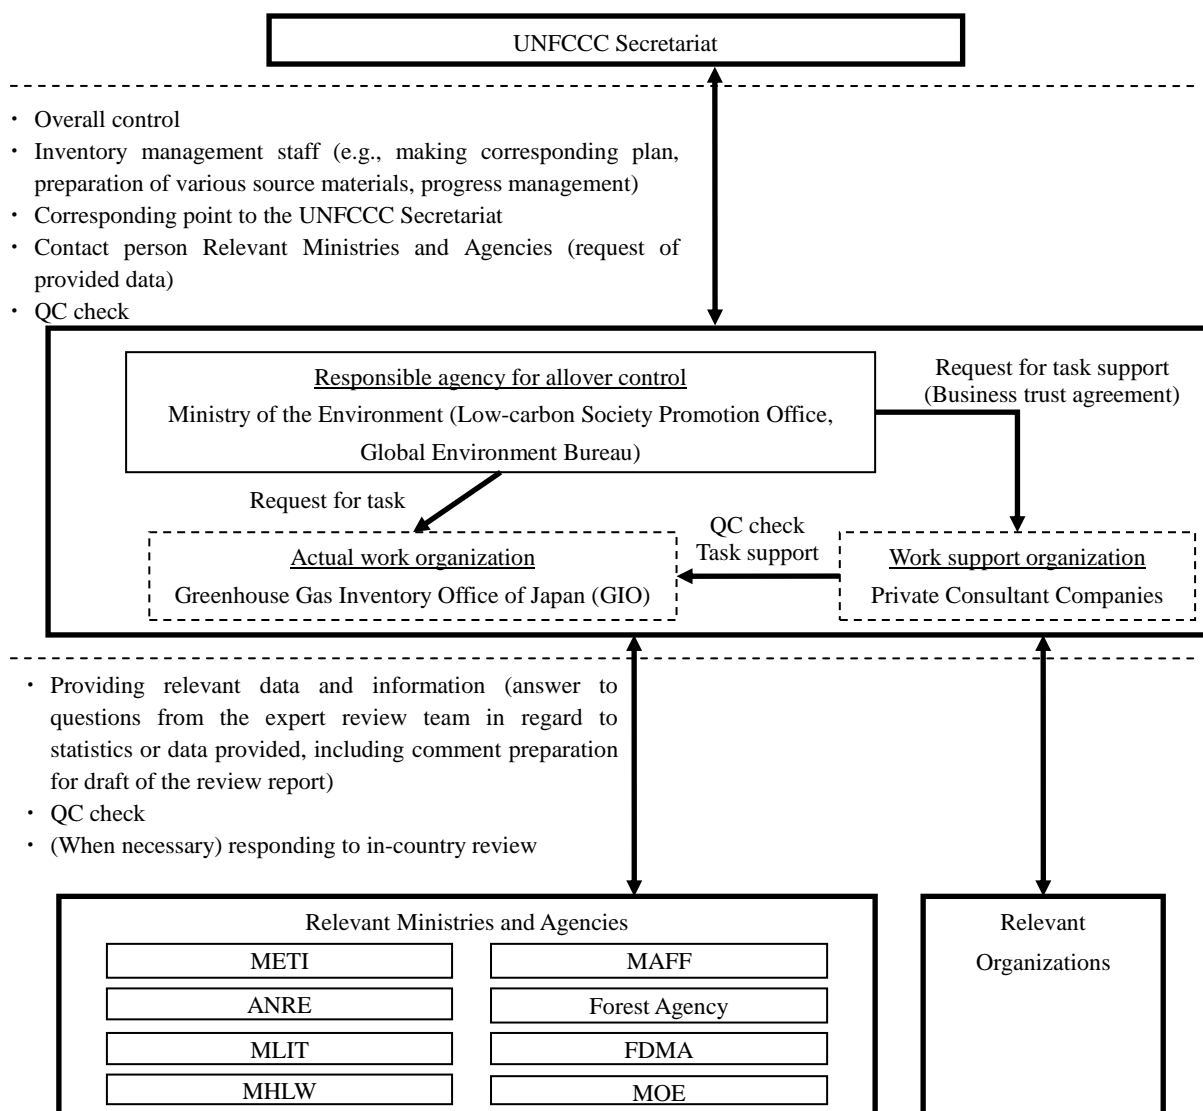 UNFCCC Secretariat
・ Overall control
・ Inventory management staff (e.g., making corresponding plan,
preparation of various source materials, progress management)
・ Corresponding point to the UNFCCC Secretariat
・ Contact person Relevant Ministries and Agencies (request of
provided data)
・ QC check
Responsible agency for allover control
Ministry of the Environment (Low-carbon Society Promotion Office,
Global Environment Bureau)
Request for task support
(Business trust agreement)
Request for task
QC check
Task support
Actual work organization
Greenhouse Gas Inventory Office of Japan (GIO)
Work support organization
Private Consultant Companies
・ Providing relevant data and information (answer to
questions from the expert review team in regard to
statistics or data provided, including comment preparation
for draft of the review report)
・ QC check
・ (When necessary) responding to in-country review
Relevant Ministries and Agencies
METI
MAFF
ANRE
Forest Agency
MLIT
FDMA
MHLW
MOE
Relevant
Organizations